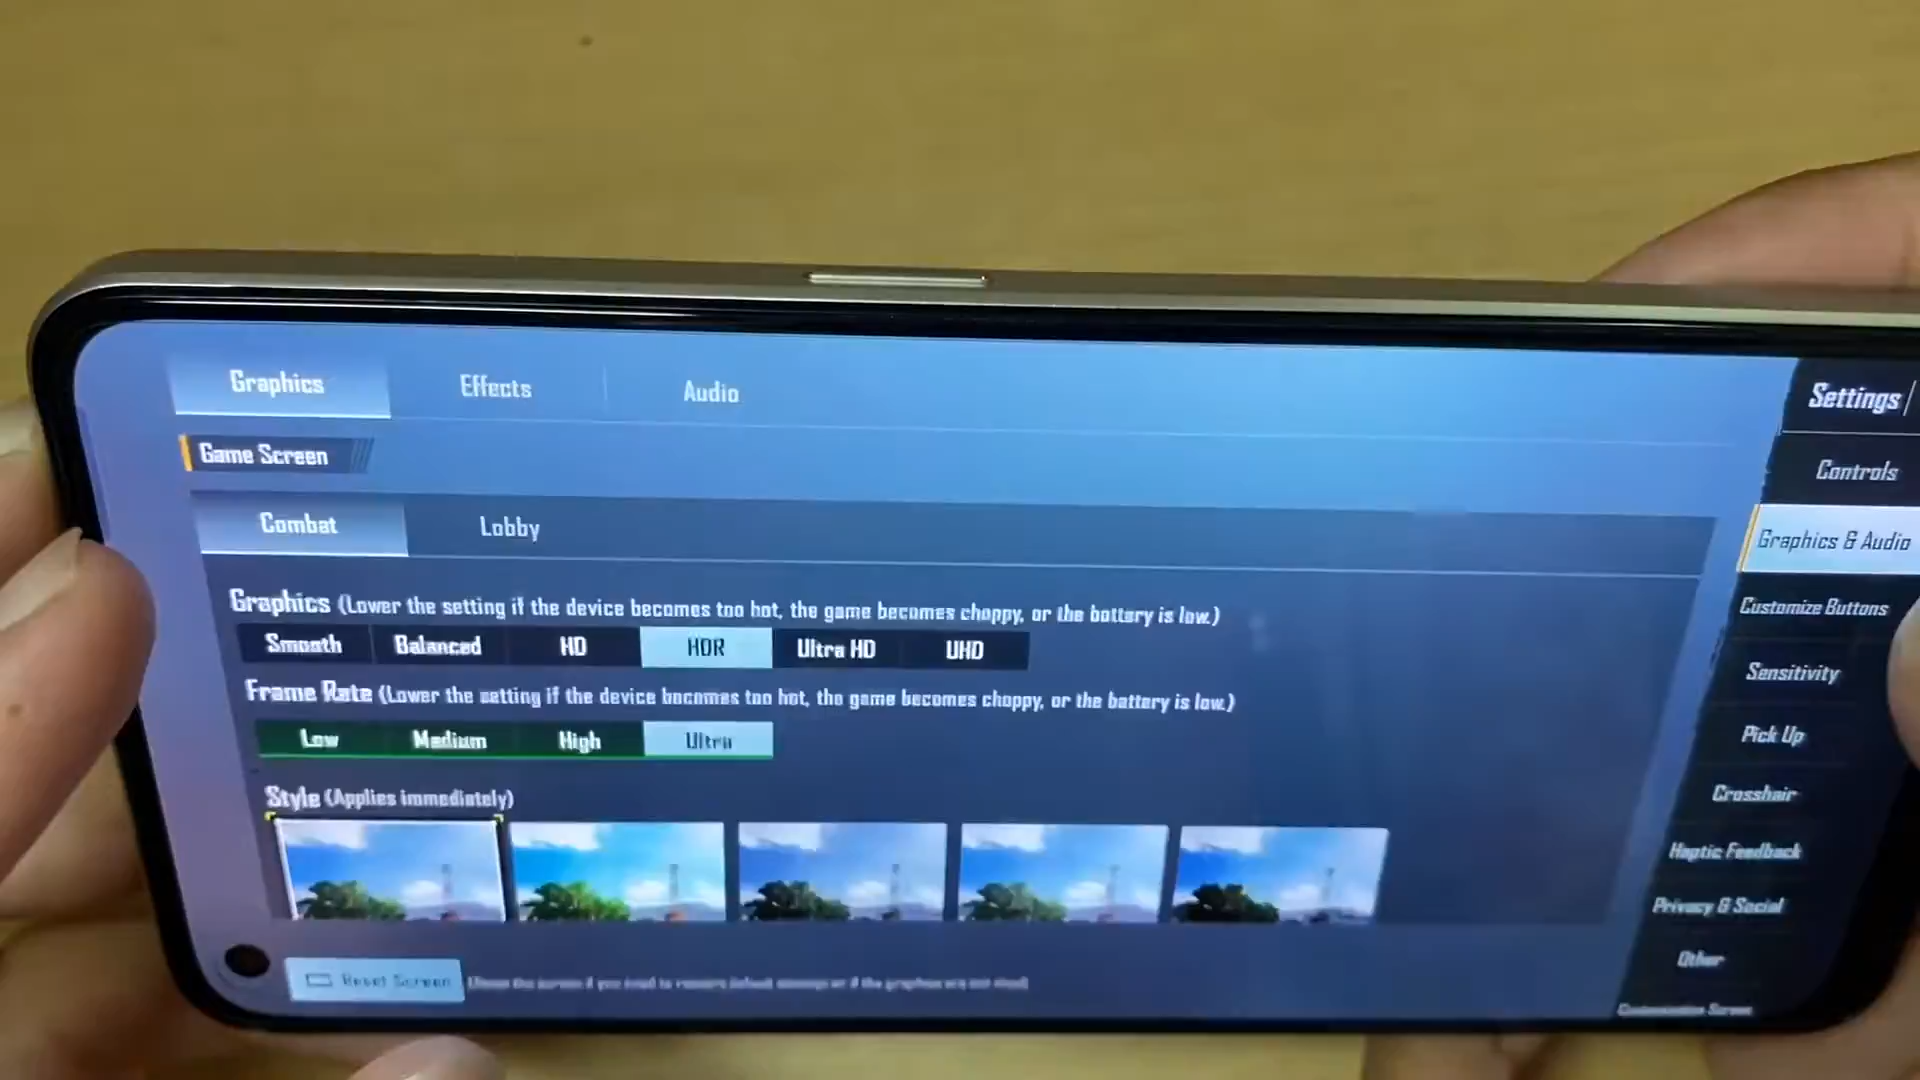 Graphics Effects Audio
Settings
Game Screen
Controls
Combat Lobby
Graphics & Audio
Graphics (Lower the setting if the device becomes too hot, the game becomes choppy, or the battery is low.)
Customize Buttons
Smooth Balanced HD HDR Ultra HD UHD
Sensitivity
Frame Rate (Lower the setting if the device becomes too hot, the game becomes choppy, or the battery is low.)
Low Medium High Ultra
Pick Up
Style (Applies immediately)
Crosshair
Haptic Feedback
Privacy & Social
Other
Reset Screen